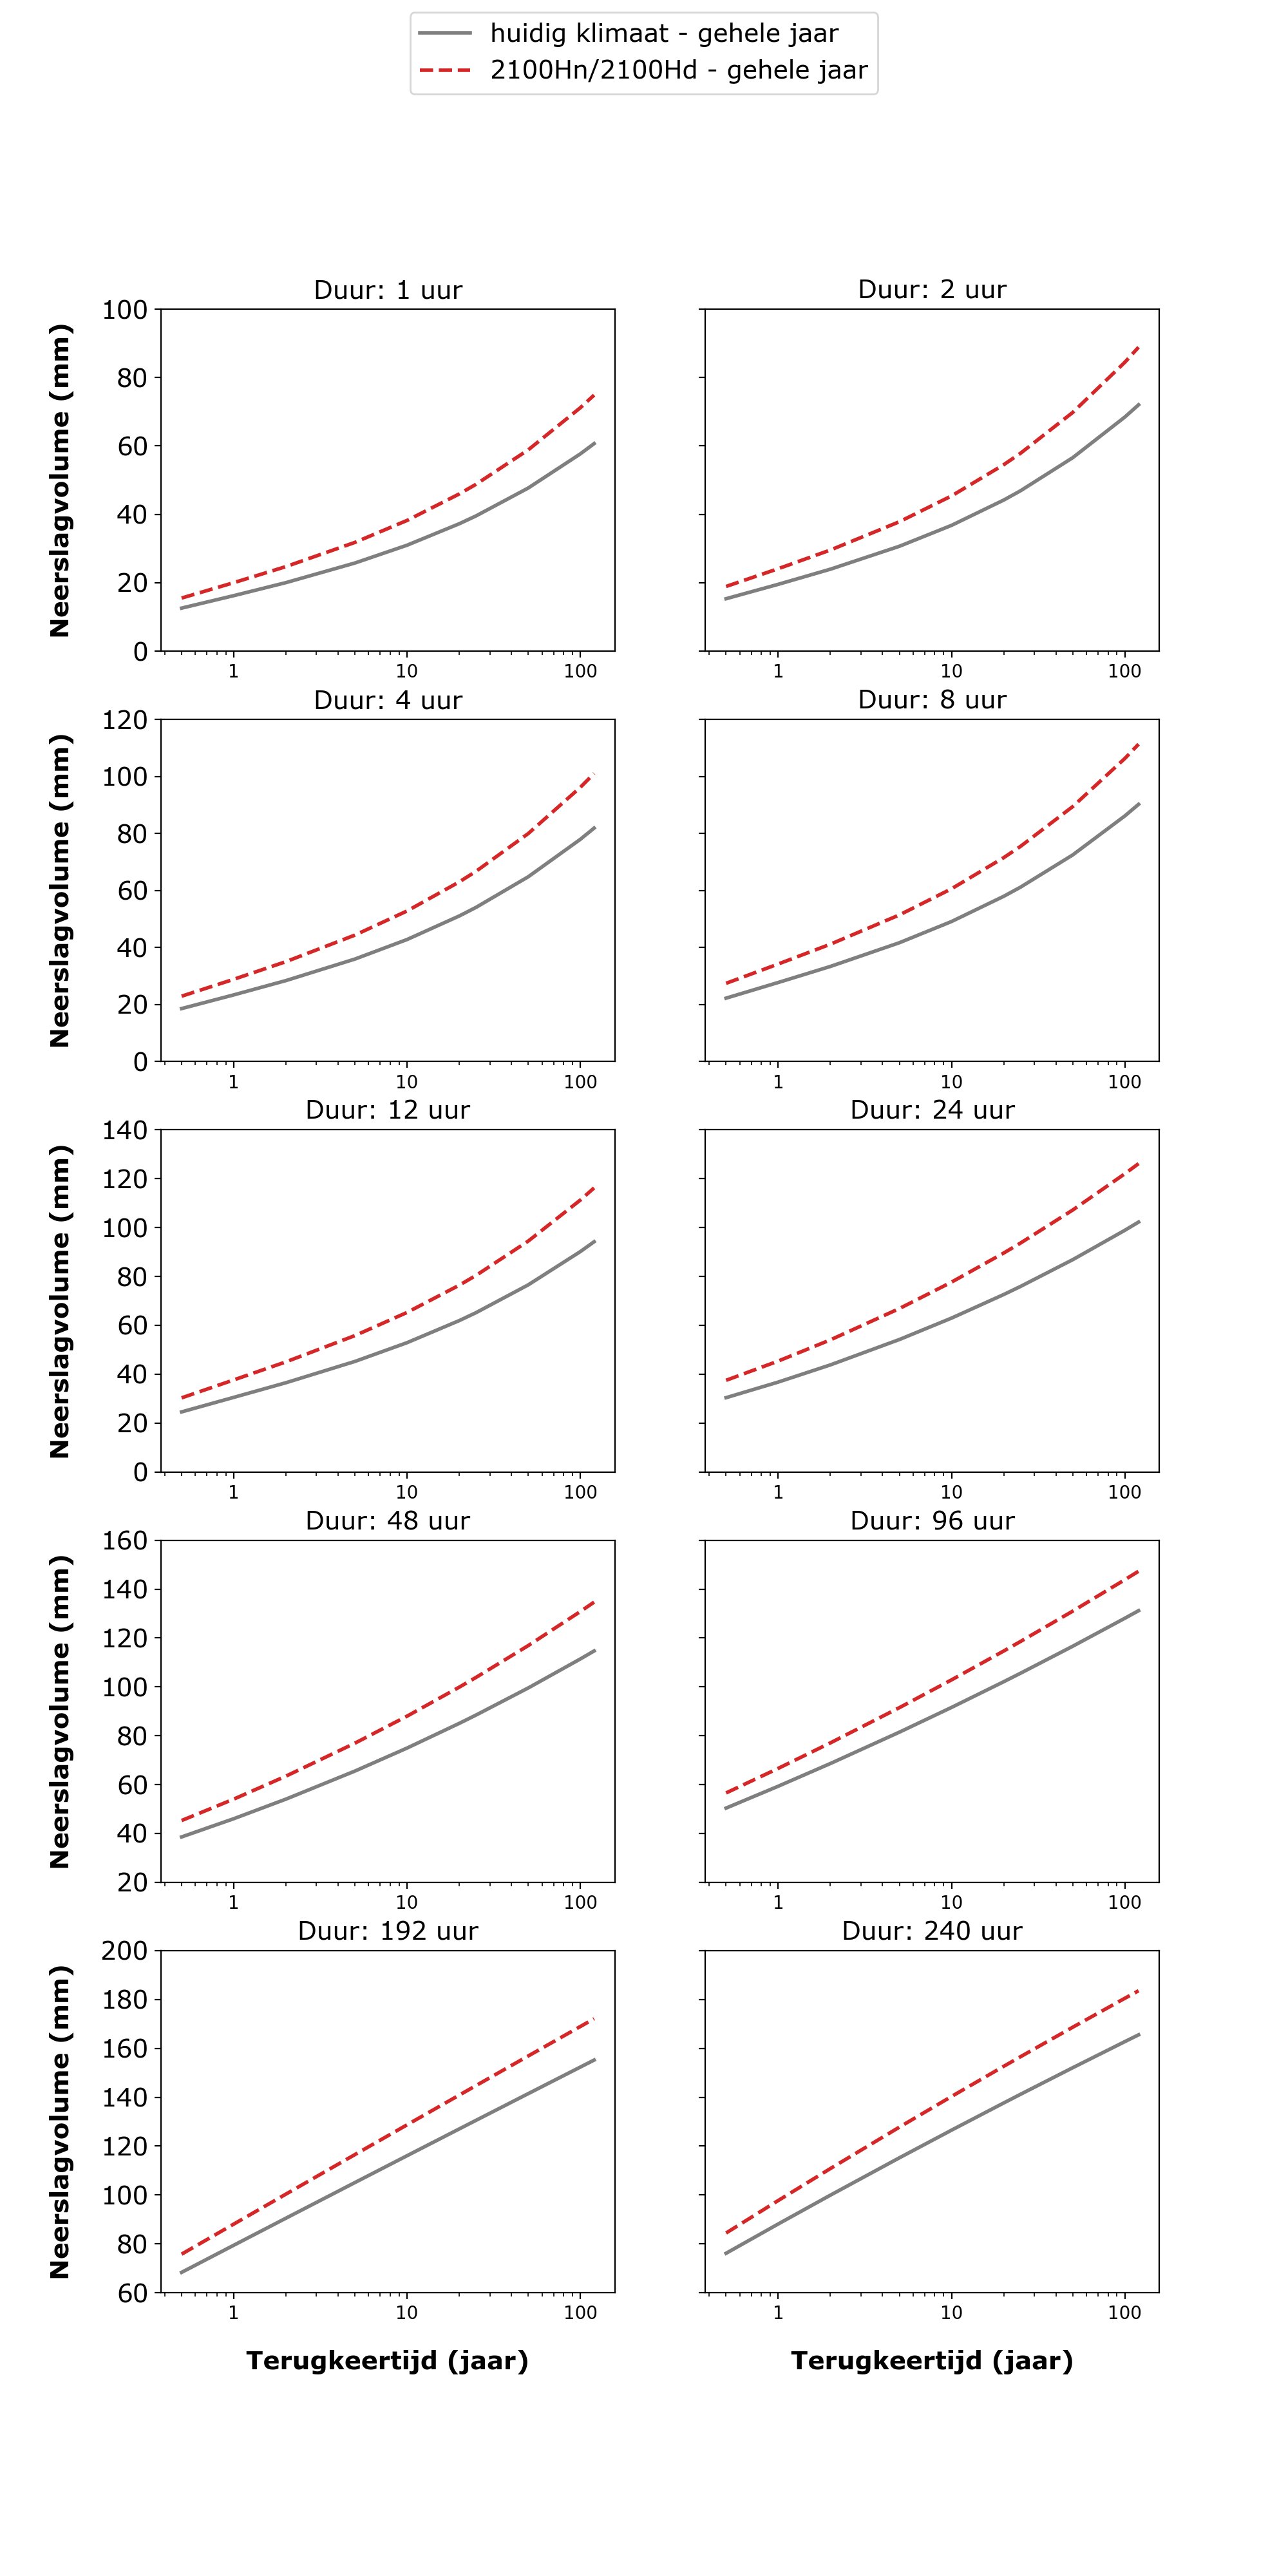 huidig klimaat - gehele jaar
2100Hn/2100Hd - gehele jaar
Duur: 1 uur
Neerslagvolume (mm)
100
80
60
40
20
0
1 10 100
Duur: 2 uur
1 10 100
Duur: 4 uur
Neerslagvolume (mm)
120
100
80
60
40
20
0
1 10 100
Duur: 8 uur
1 10 100
Duur: 12 uur
Neerslagvolume (mm)
140
120
100
80
60
40
20
0
1 10 100
Duur: 24 uur
1 10 100
Duur: 48 uur
Neerslagvolume (mm)
160
140
120
100
80
60
40
20
1 10 100
Duur: 96 uur
1 10 100
Duur: 192 uur
Neerslagvolume (mm)
200
180
160
140
120
100
80
60
1 10 100
Terugkeertijd (jaar)
Duur: 240 uur
1 10 100
Terugkeertijd (jaar)